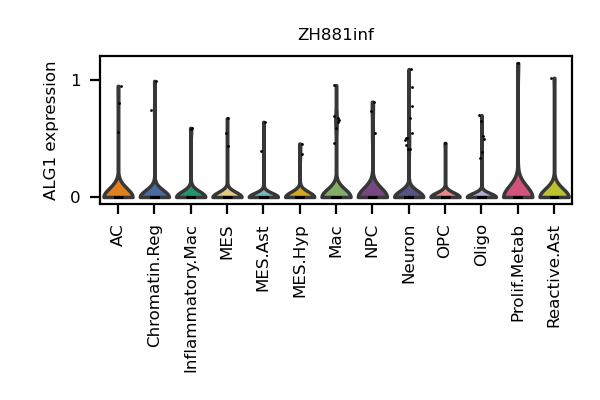 ZH881inf
ALG1 expression
1
0
AC
Chromatin.Reg
Inflammatory.Mac
MES
MES.Ast
MES.Hyp
Mac
NPC
Neuron
OPC
Oligo
Prolif.Metab
Reactive.Ast